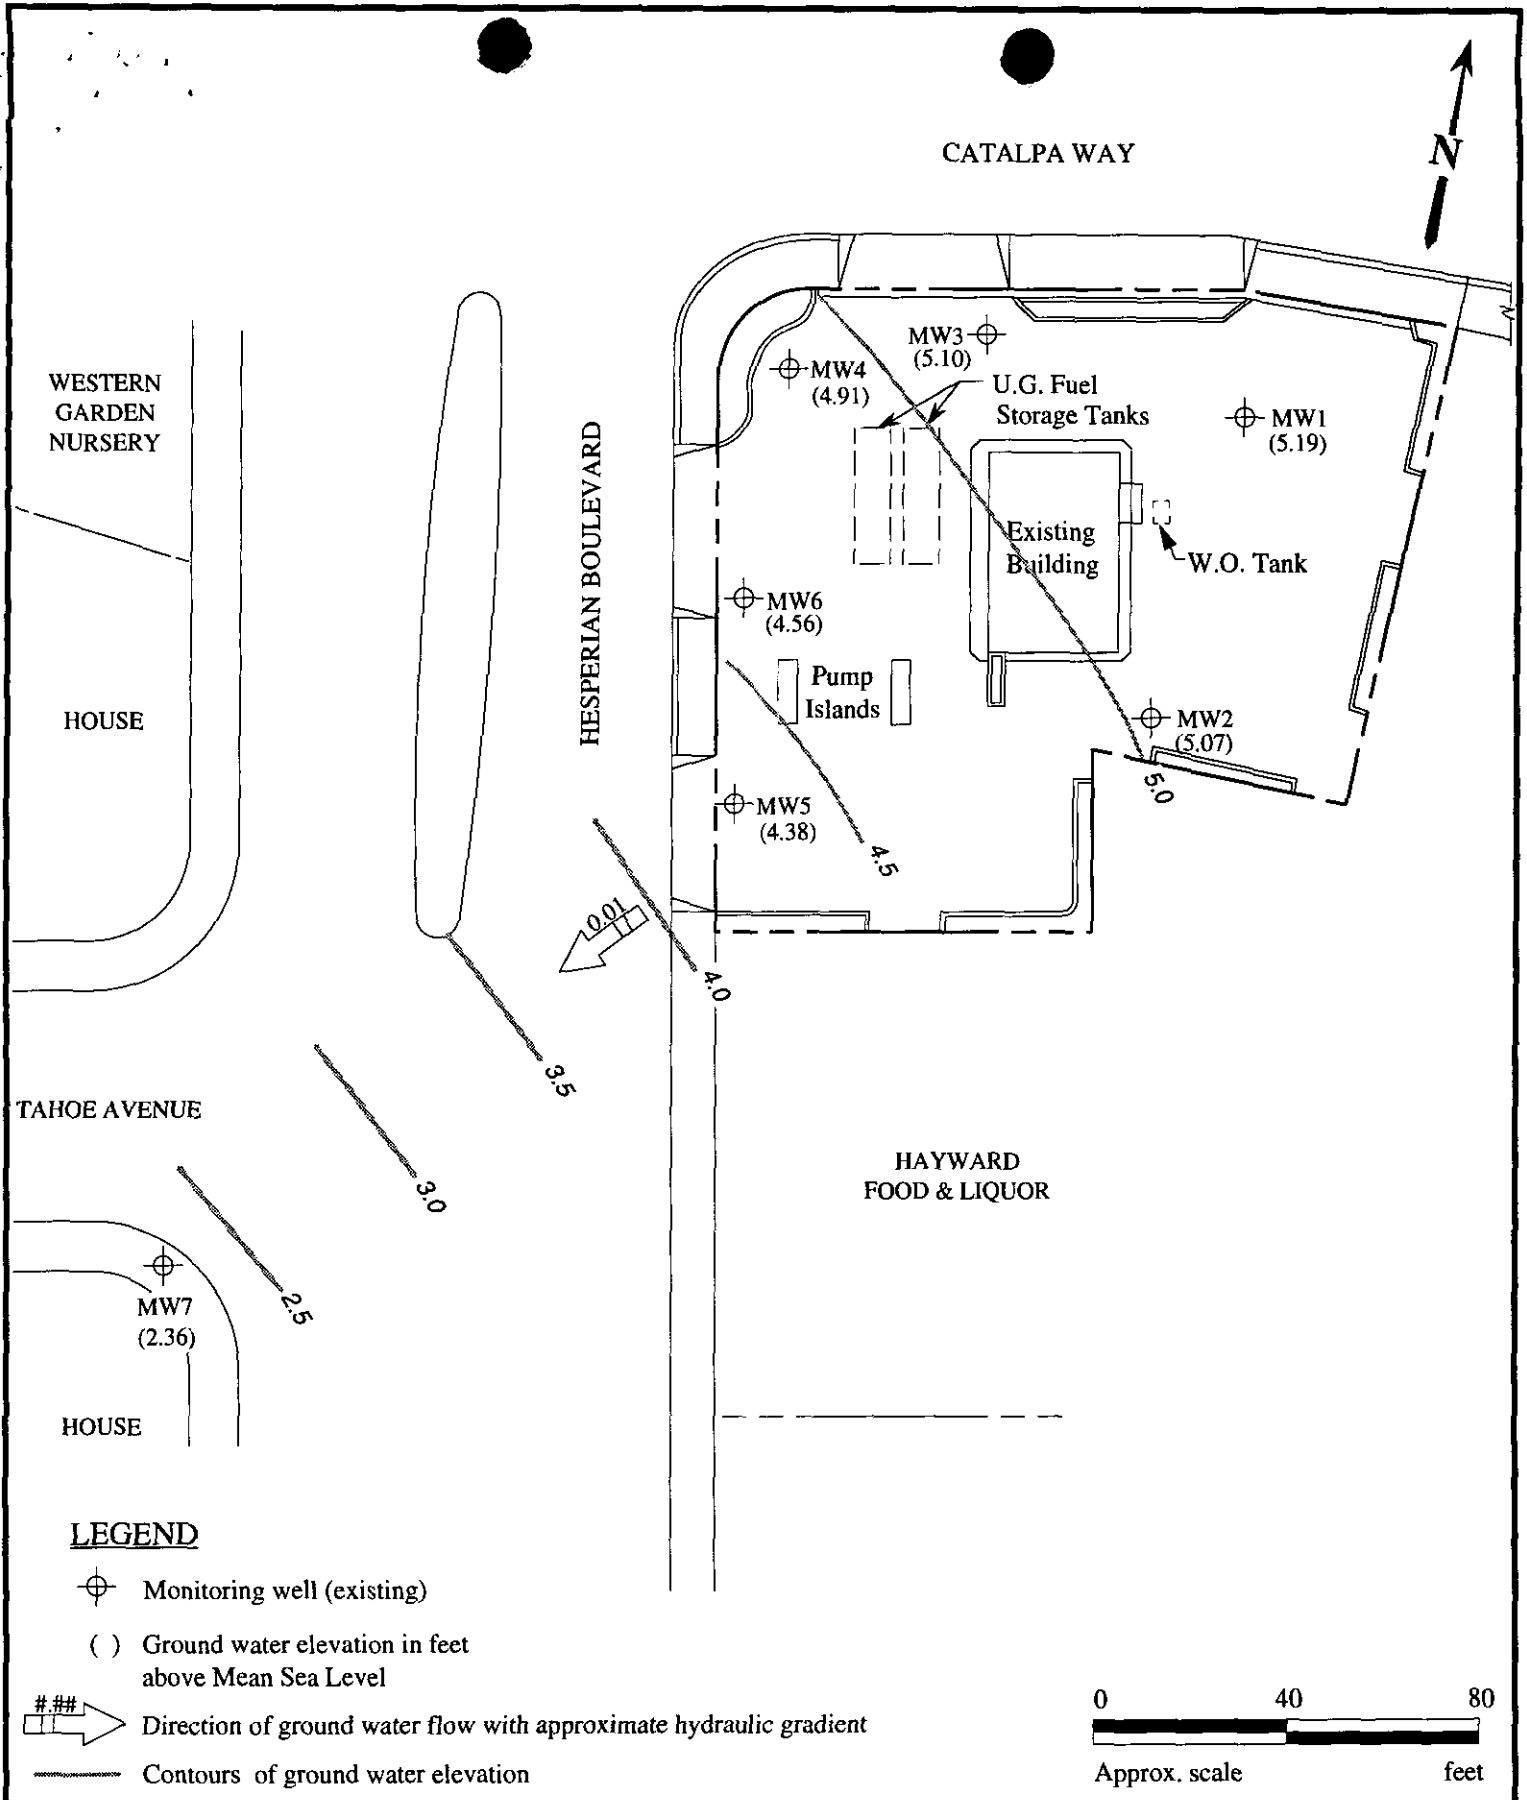 CATALPA WAY
N
WESTERN
GARDEN
NURSERY
HESPERIAN BOULEVARD
MW3
(5.10)
MW4
(4.91)
U.G. Fuel
Storage Tanks
MW1
(5.19)
Existing
Building
W.O. Tank
MW6
(4.56)
Pump
Islands
HOUSE
MW2
(5.07)
5.0
MW5
(4.38)
4.5
0.01
4.0
3.5
TAHOE AVENUE
3.0
HAYWARD
FOOD & LIQUOR
2.5
MW7
(2.36)
HOUSE
LEGEND
Monitoring well (existing)
( ) Ground water elevation in feet
above Mean Sea Level
#.##
Direction of ground water flow with approximate hydraulic gradient
Contours of ground water elevation
0 40 80
Approx. scale feet